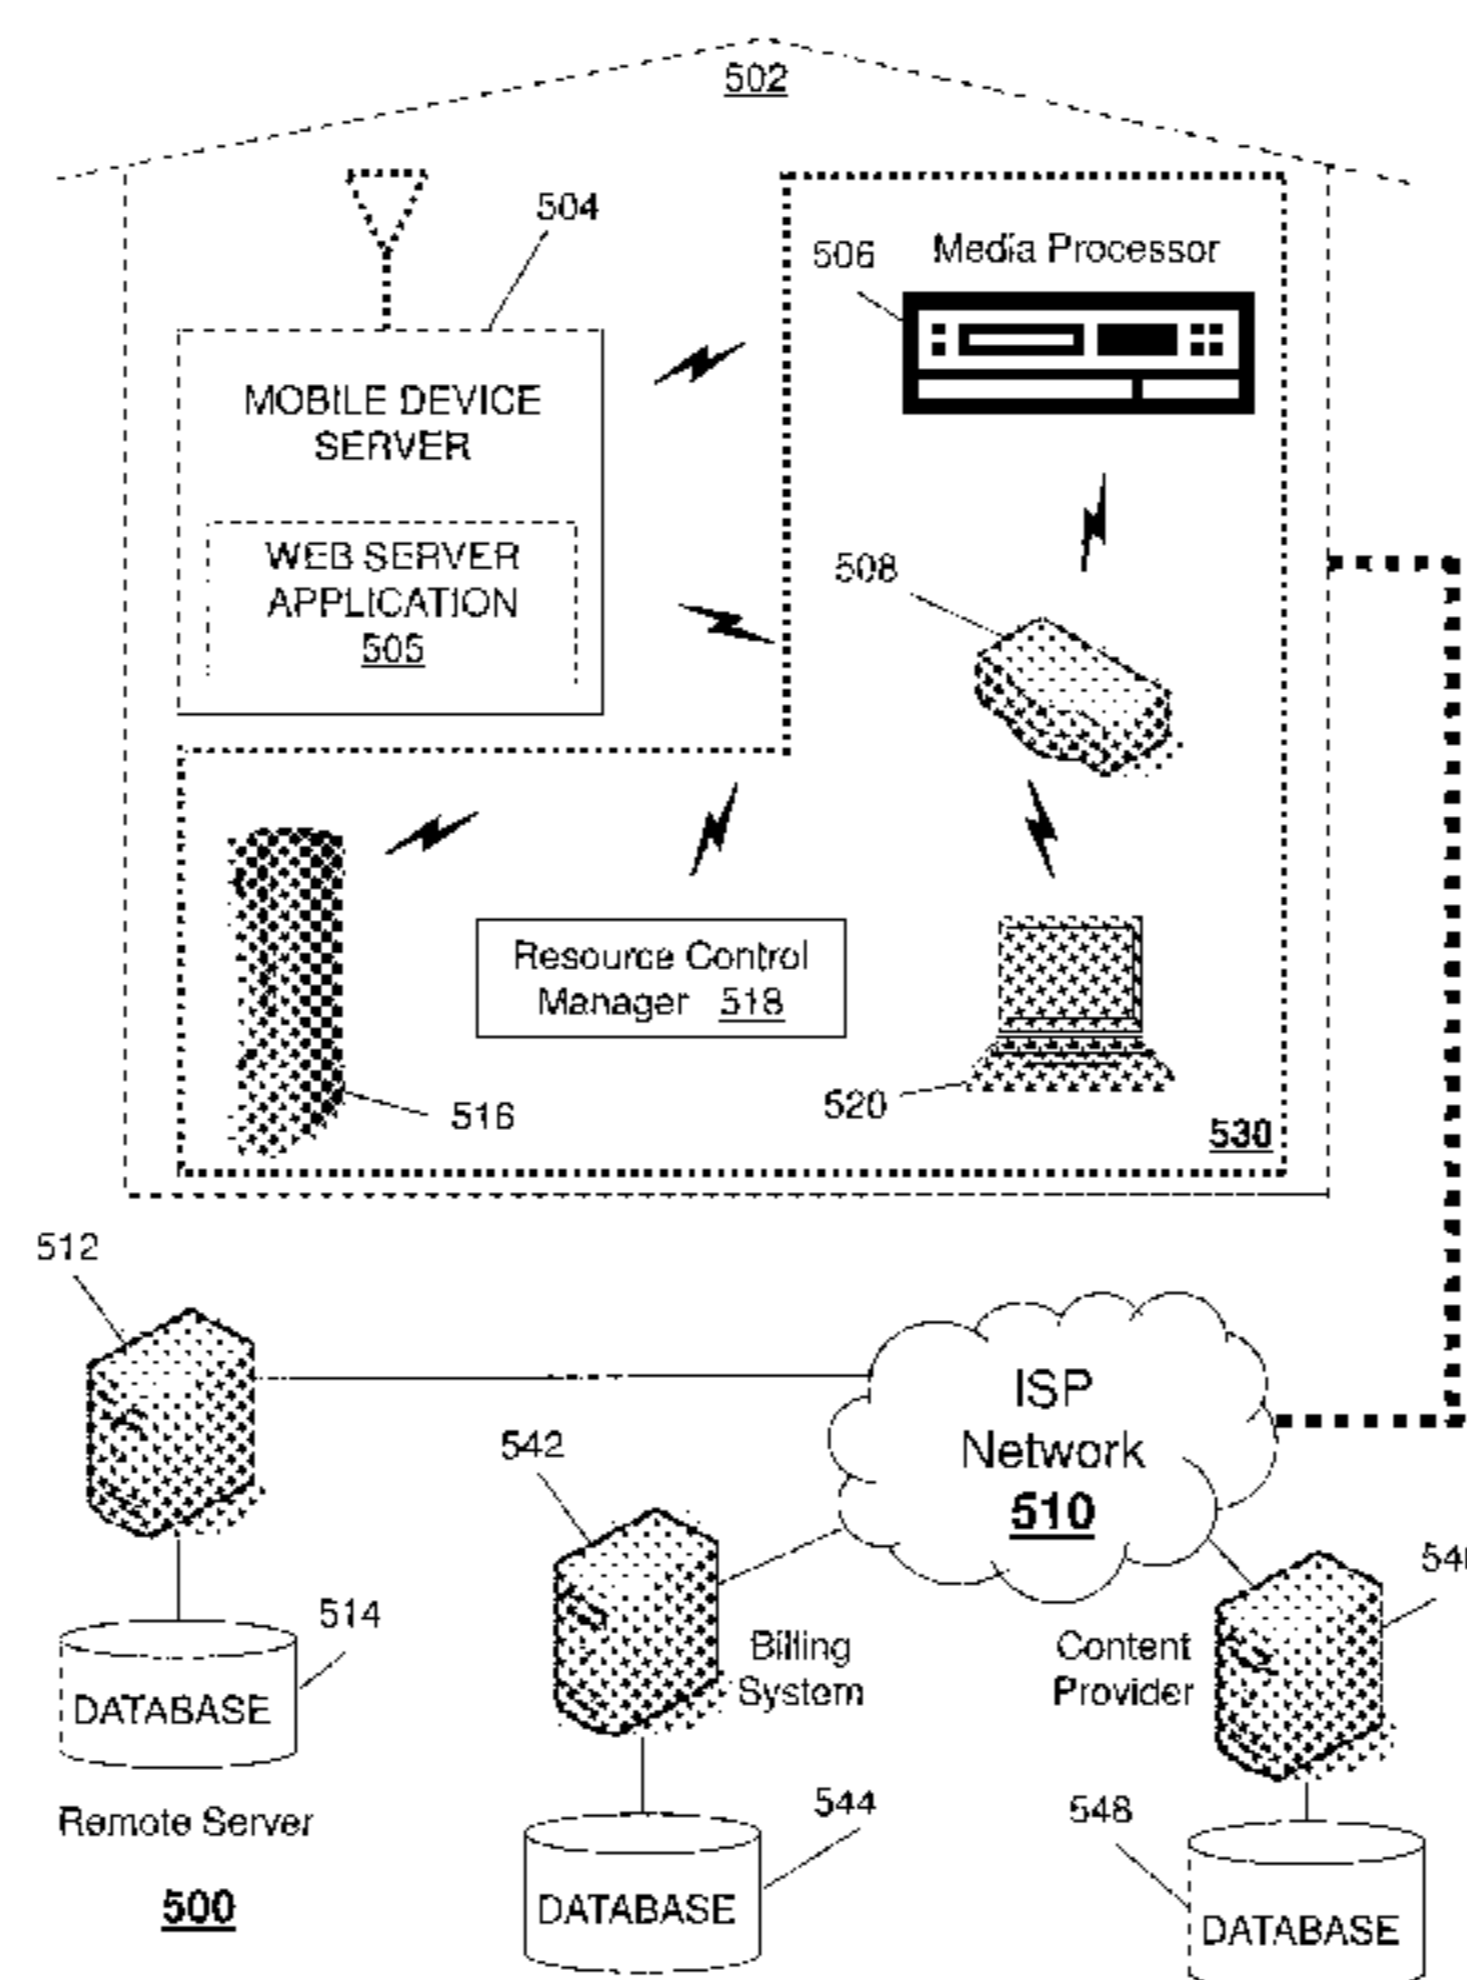 502
504
506
Media Processor
MOBILE DEVICE
SERVER
WEB SERVER
APPLICATION
505
508
Resource Control
Manager 518
516
520
530
512
ISP
Network
510
542
514
Billing
System
Content
Provider
DATABASE
Remote Server
544
548
500
DATABASE
DATABASE